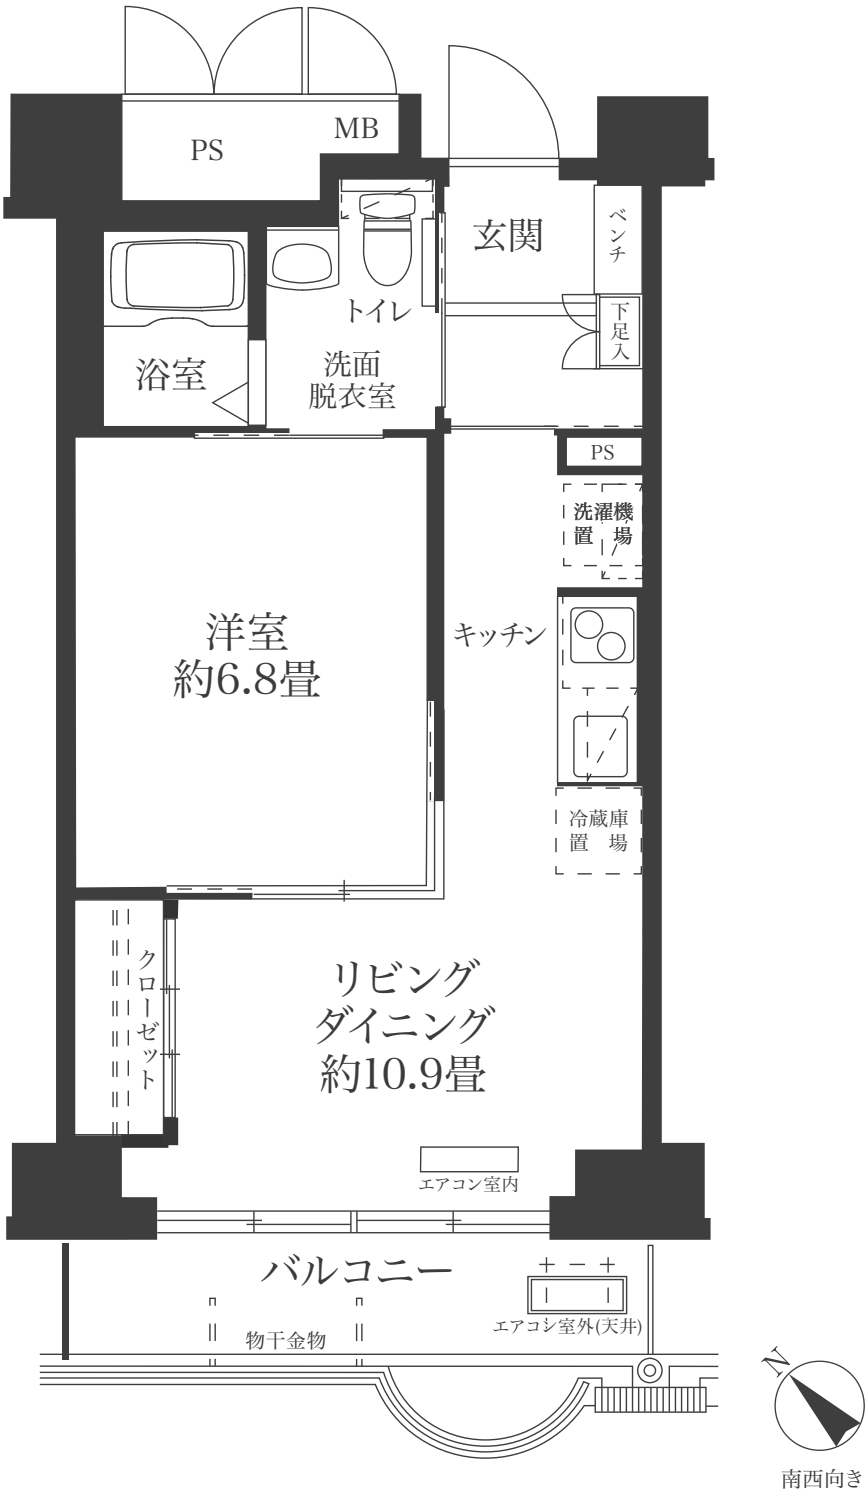 PS
MB
玄関
ベンチ
トイレ
下足入
浴室
洗面
脱衣室
PS
洗濯機
置　場
洋室
約6.8畳
キッチン
冷蔵庫
置　場
クローゼット
リビング
ダイニング
約10.9畳
エアコン室内
バルコニー
エアコン室外(天井)
物干金物
N
南西向き